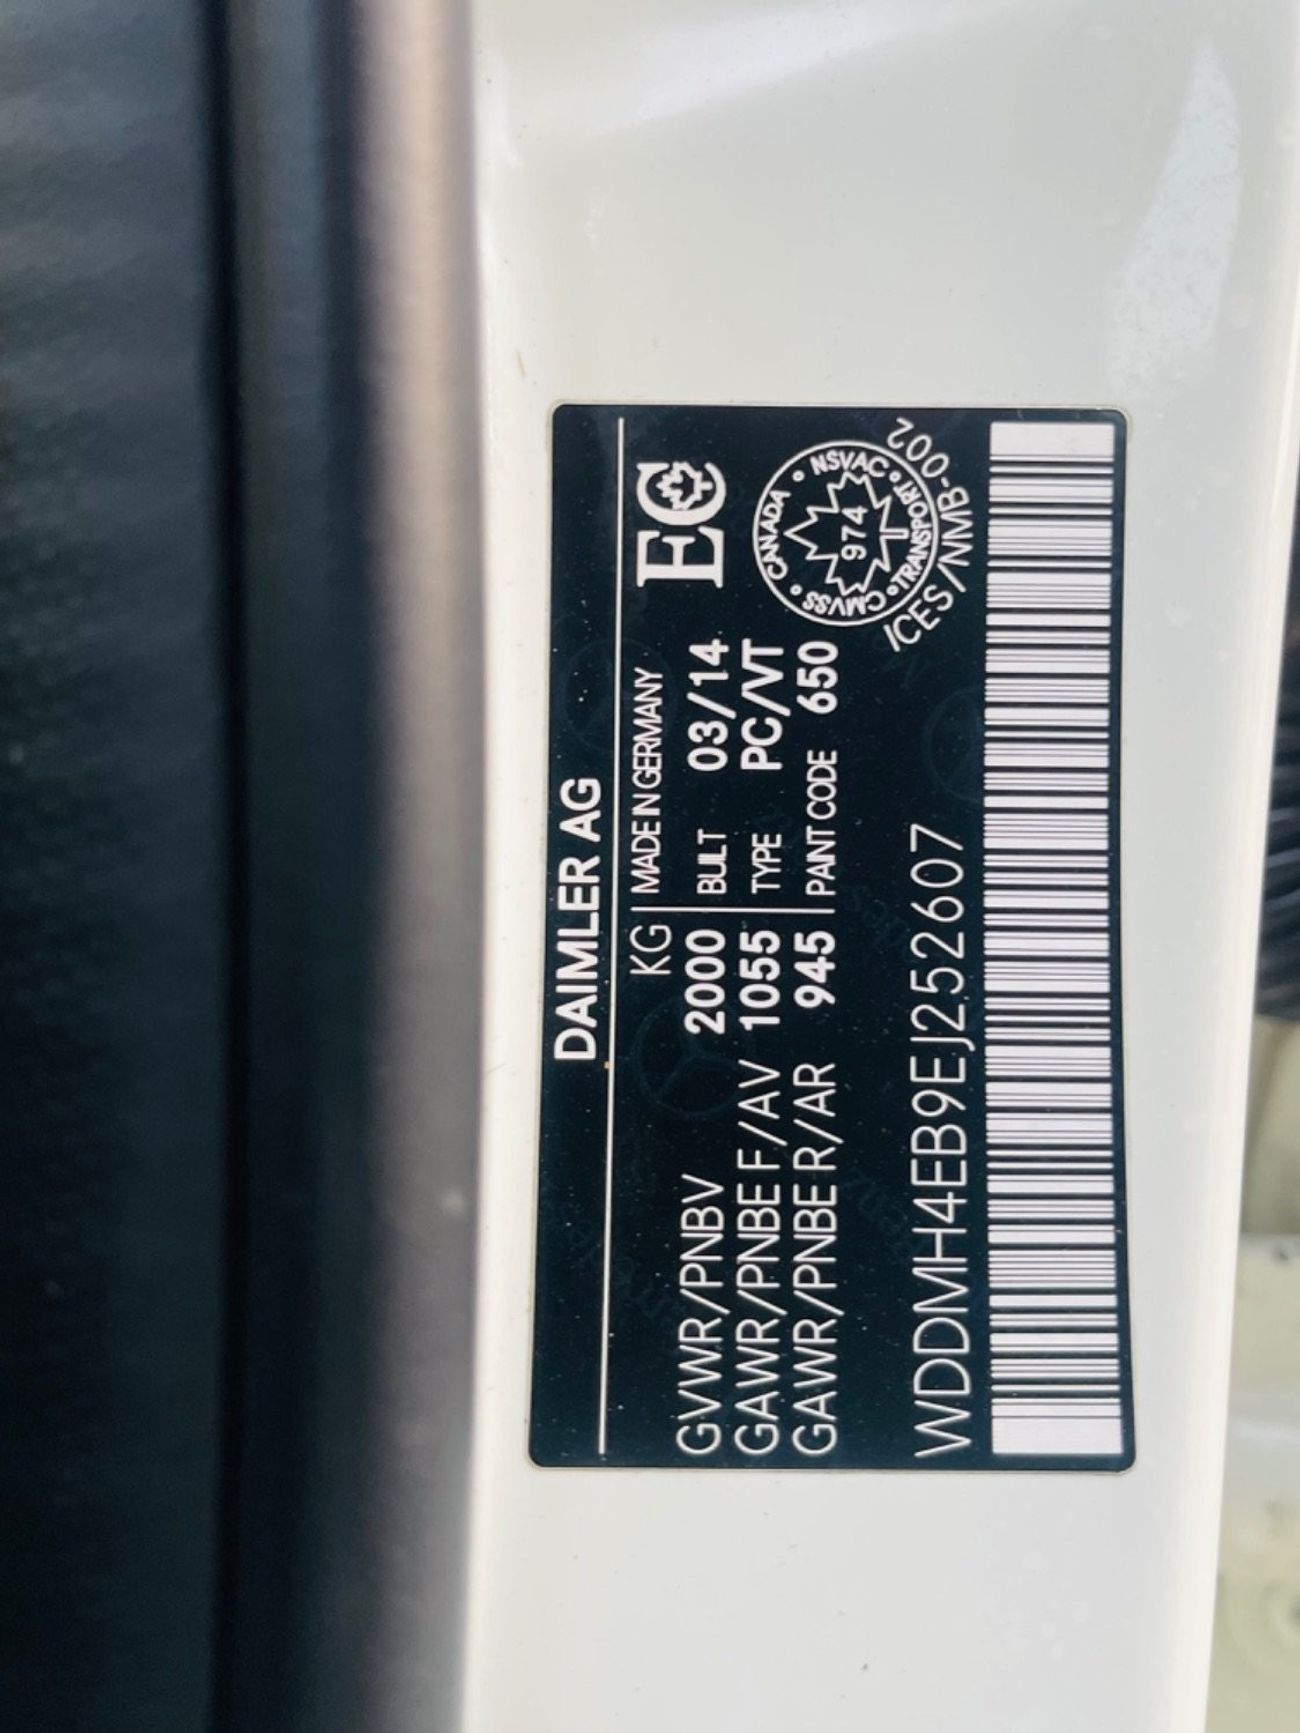 DAIMLER AG
KG MADE IN GERMANY
GVWR/PNBV 2000 BUILT 03/14
GAWR/PNBE F/AV 1055 TYPE PC/VT
GAWR/PNBE R/AR 945 PAINT CODE 650
EC
CANADA NSVAC TRANSPORT CMVSS
974
ICES/NMB-002
WDDMH4EB9EJ252607